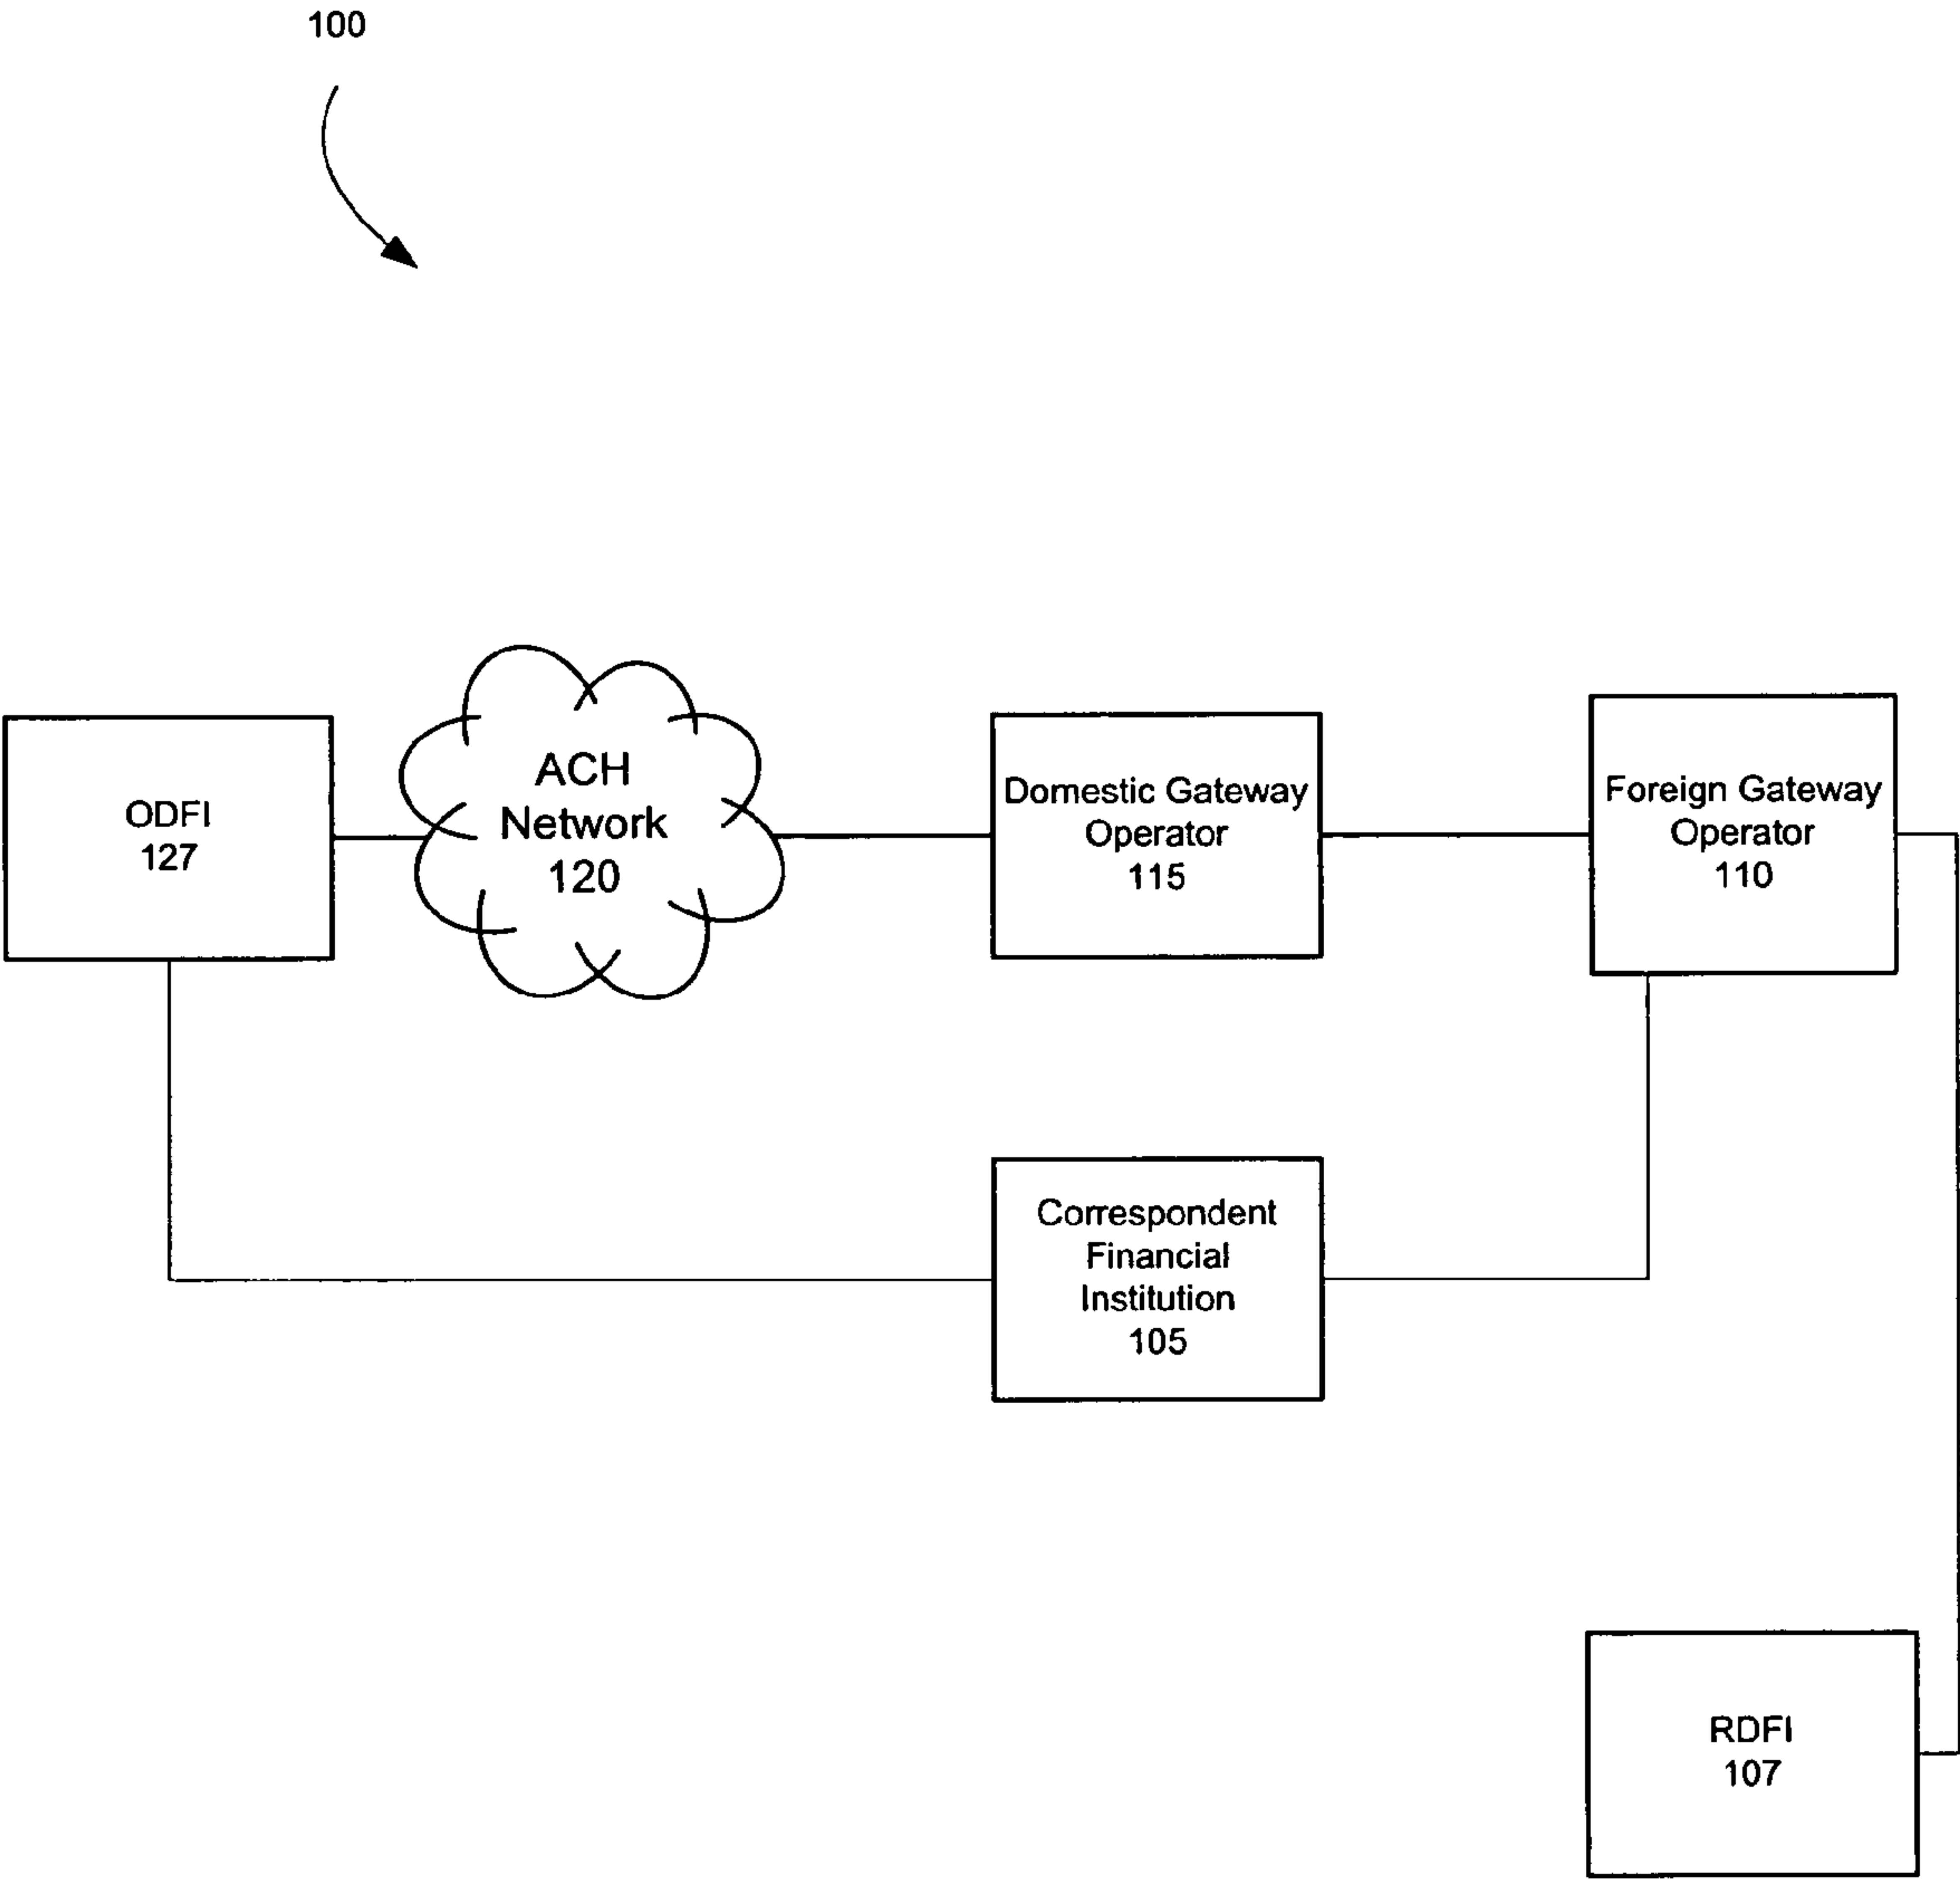 100
ODFI
127
ACH
Network
120
Domestic Gateway
Operator
115
Foreign Gateway
Operator
110
Correspondent
Financial
Institution
105
RDFI
107